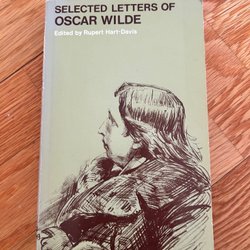 SELECTED LETTERS OF
OSCAR WILDE
Edited by Rupert Hart-Davis